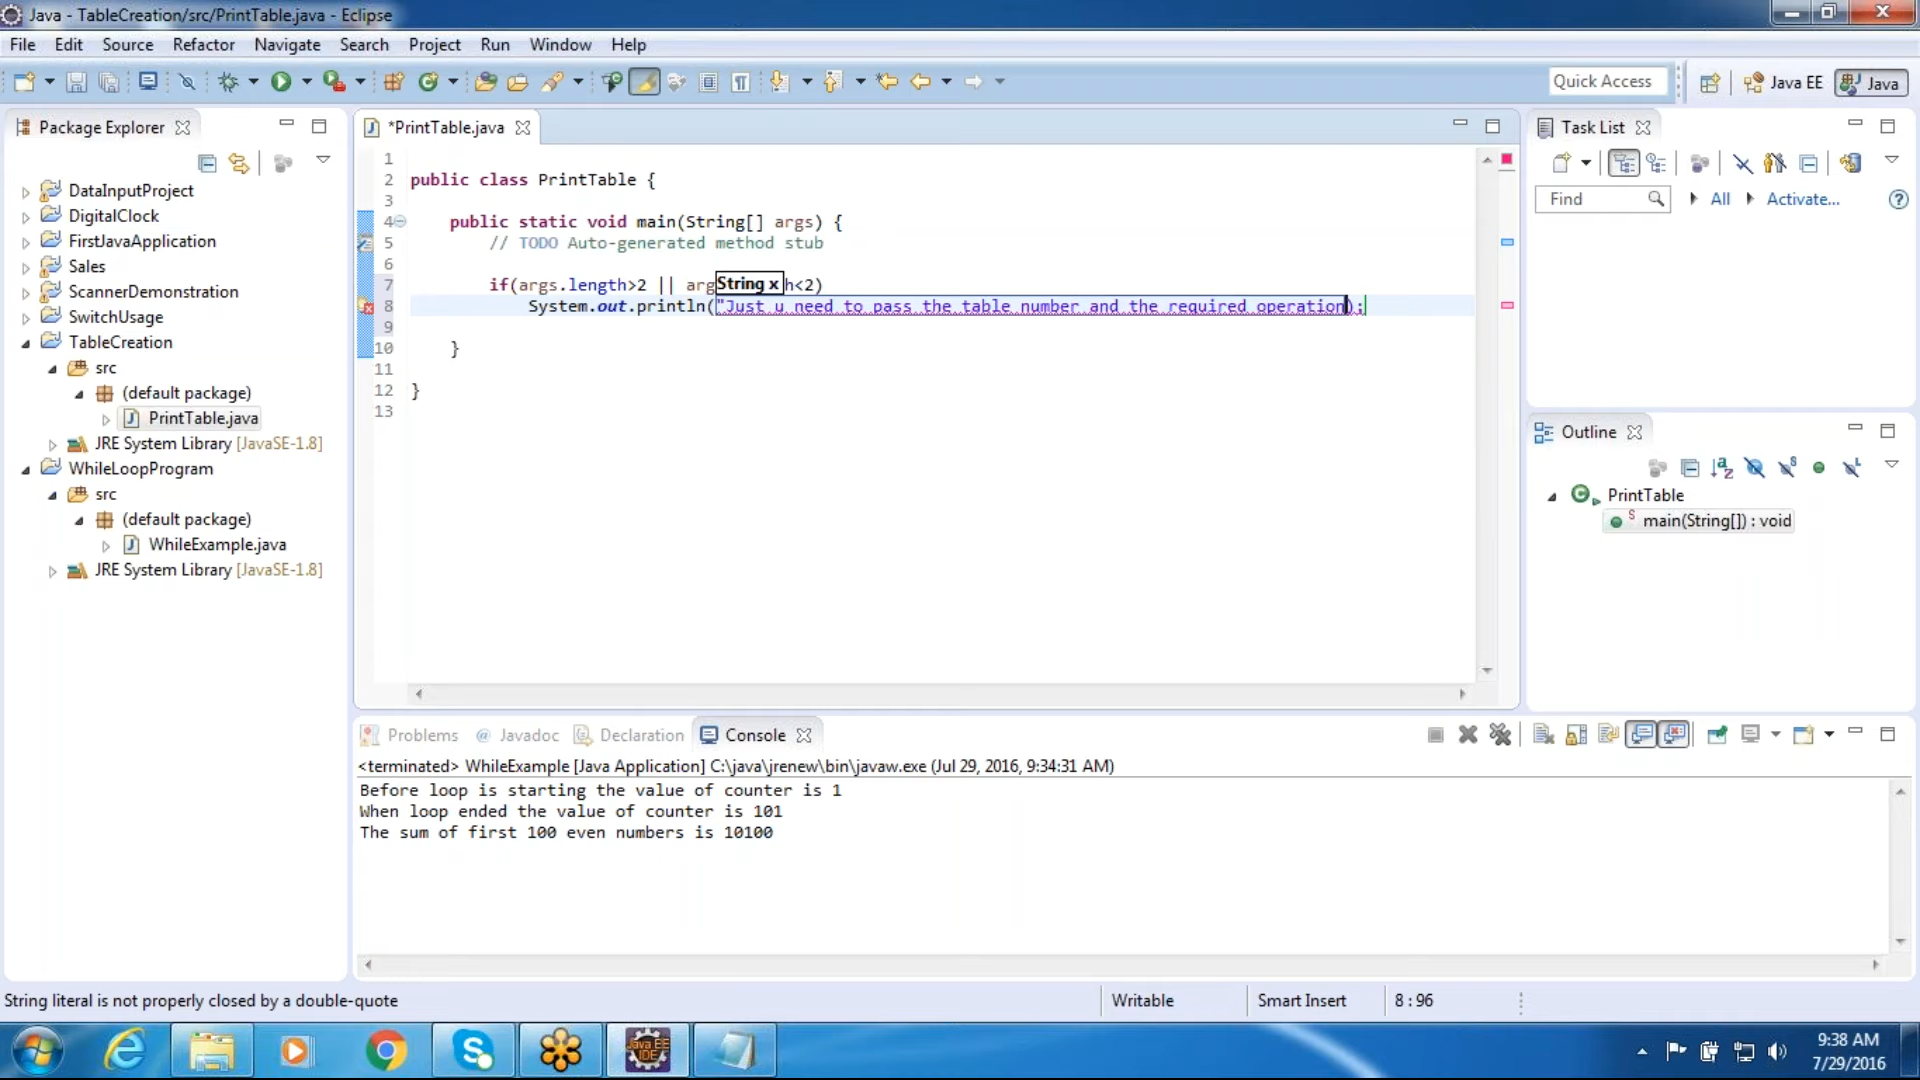 Java - TableCreation/src/PrintTable.java - Eclipse
File Edit Source Refactor Navigate Search Project Run Window Help
Quick Access
Java EE
Java
Package Explorer
DataInputProject
DigitalClock
FirstJavaApplication
Sales
ScannerDemonstration
SwitchUsage
TableCreation
src
(default package)
PrintTable.java
JRE System Library [JavaSE-1.8]
WhileLoopProgram
src
(default package)
WhileExample.java
JRE System Library [JavaSE-1.8]
*PrintTable.java
1
2 public class PrintTable {
3
4 public static void main(String[] args) {
5 // TODO Auto-generated method stub
6
7 if(args.length>2 || arg String x h<2)
8 System.out.println("Just u need to pass the table number and the required operation);
9
10 }
11
12 }
13
Task List
Find
All
Activate...
Outline
PrintTable
main(String[]) : void
Problems @ Javadoc Declaration Console
<terminated> WhileExample [Java Application] C:\java\jrenew\bin\javaw.exe (Jul 29, 2016, 9:34:31 AM)
Before loop is starting the value of counter is 1
When loop ended the value of counter is 101
The sum of first 100 even numbers is 10100
String literal is not properly closed by a double-quote
Writable
Smart Insert
8 : 96
Java EE
IDE
9:38 AM
7/29/2016